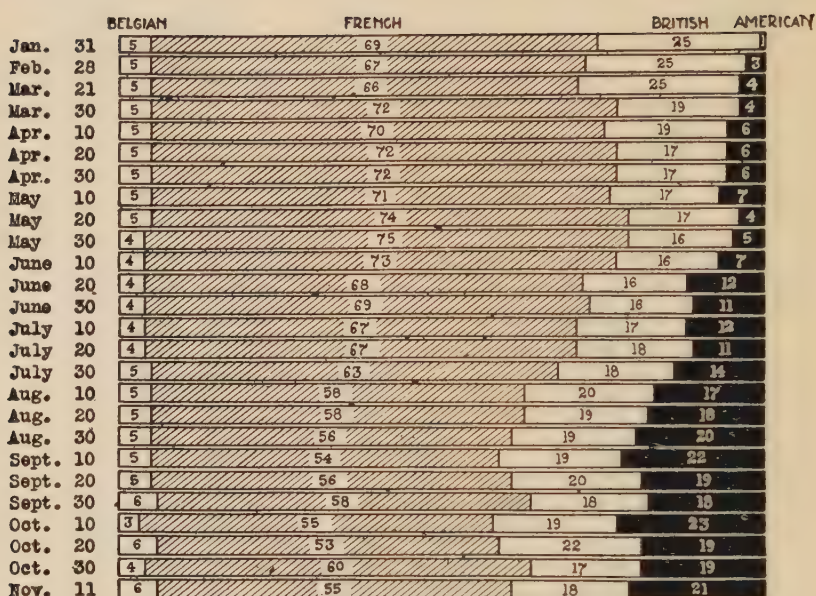 BELGIAN FRENCH BRITISH AMERICAN
Jan. 31 5 69 25 1
Feb. 28 5 67 25 3
Mar. 21 5 66 25 4
Mar. 30 5 72 19 4
Apr. 10 5 70 19 6
Apr. 20 5 72 17 6
Apr. 30 5 72 17 6
May 10 5 71 17 7
May 20 5 74 17 4
May 30 4 75 16 5
June 10 4 73 16 7
June 20 4 68 16 12
June 30 4 69 16 11
July 10 4 67 17 12
July 20 4 67 18 11
July 30 5 63 18 14
Aug. 10 5 58 20 17
Aug. 20 5 58 19 18
Aug. 30 5 56 19 20
Sept. 10 5 54 19 22
Sept. 20 5 56 20 19
Sept. 30 6 58 18 18
Oct. 10 3 55 19 23
Oct. 20 6 53 22 19
Oct. 30 4 60 17 19
Nov. 11 6 55 18 21